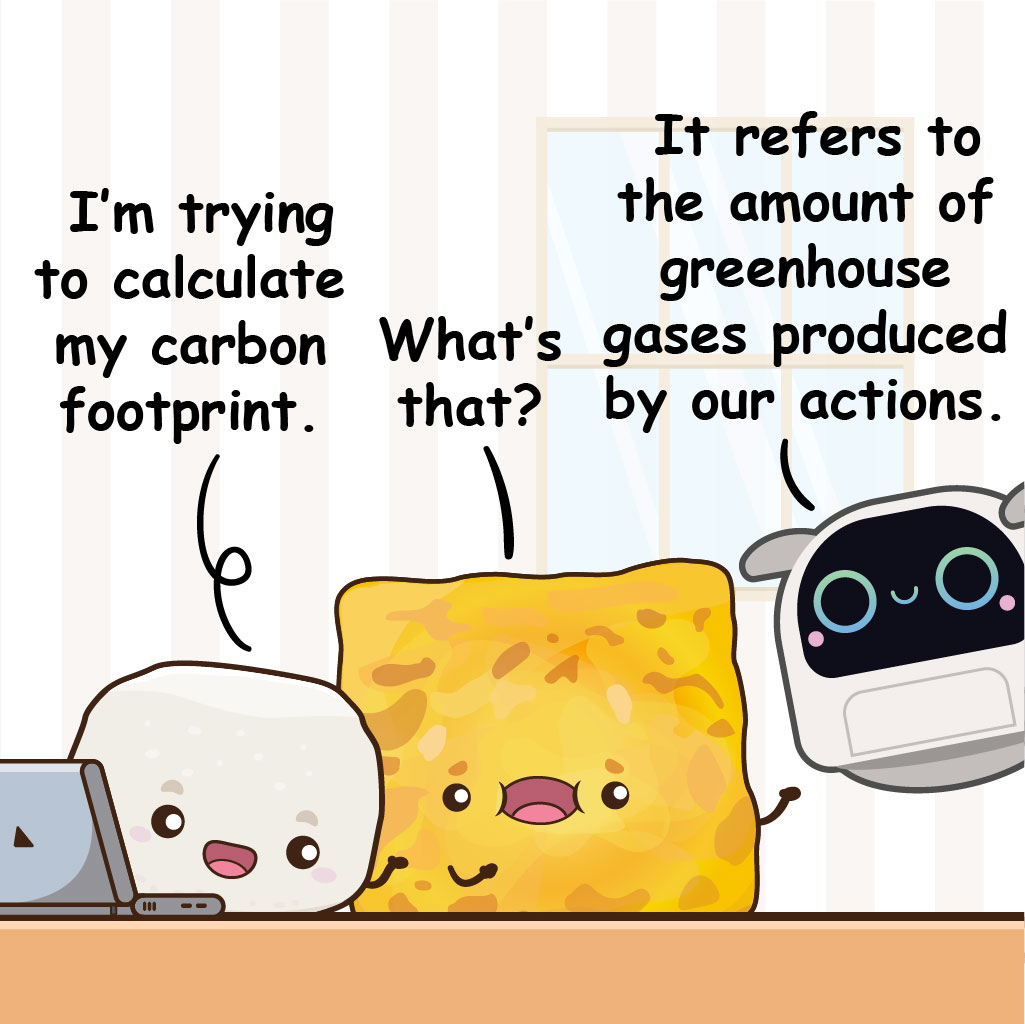 I'm trying
to calculate
my carbon
footprint.
What's
that?
It refers to
the amount of
greenhouse
gases produced
by our actions.